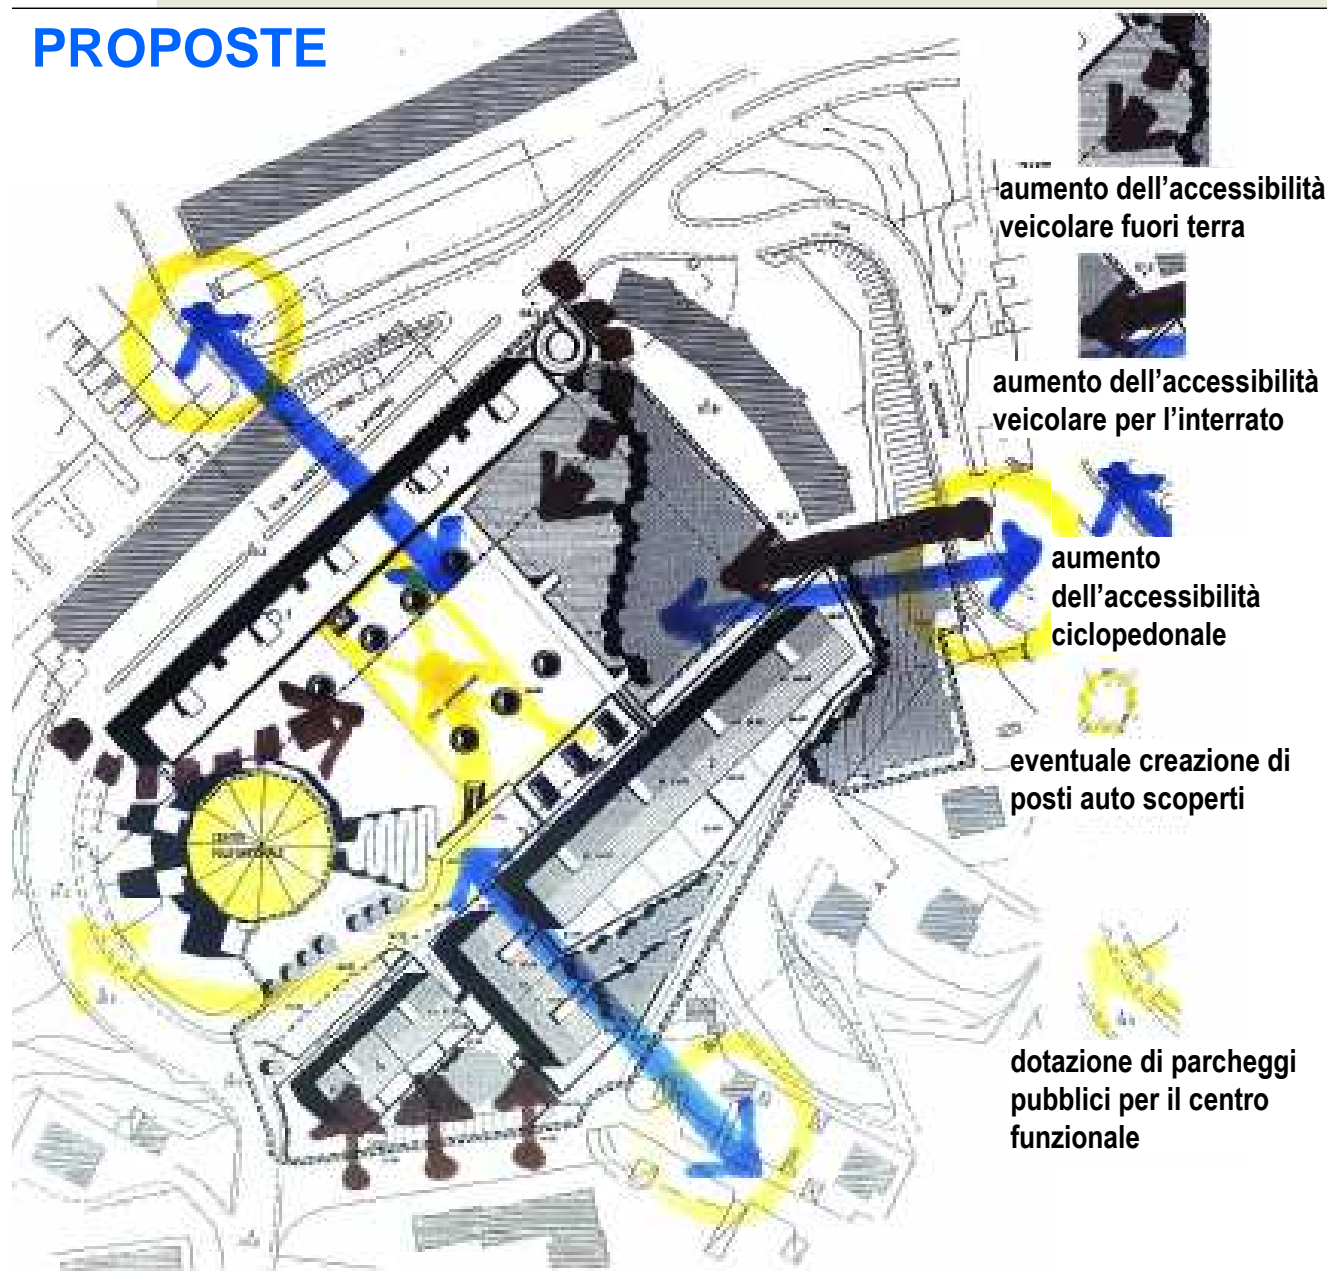 PROPOSTE
aumento dell’accessibilità
veicolare fuori terra
aumento dell’accessibilità
veicolare per l’interrato
aumento
dell’accessibilità
ciclopedonale
eventuale creazione di
posti auto scoperti
dotazione di parcheggi
pubblici per il centro
funzionale